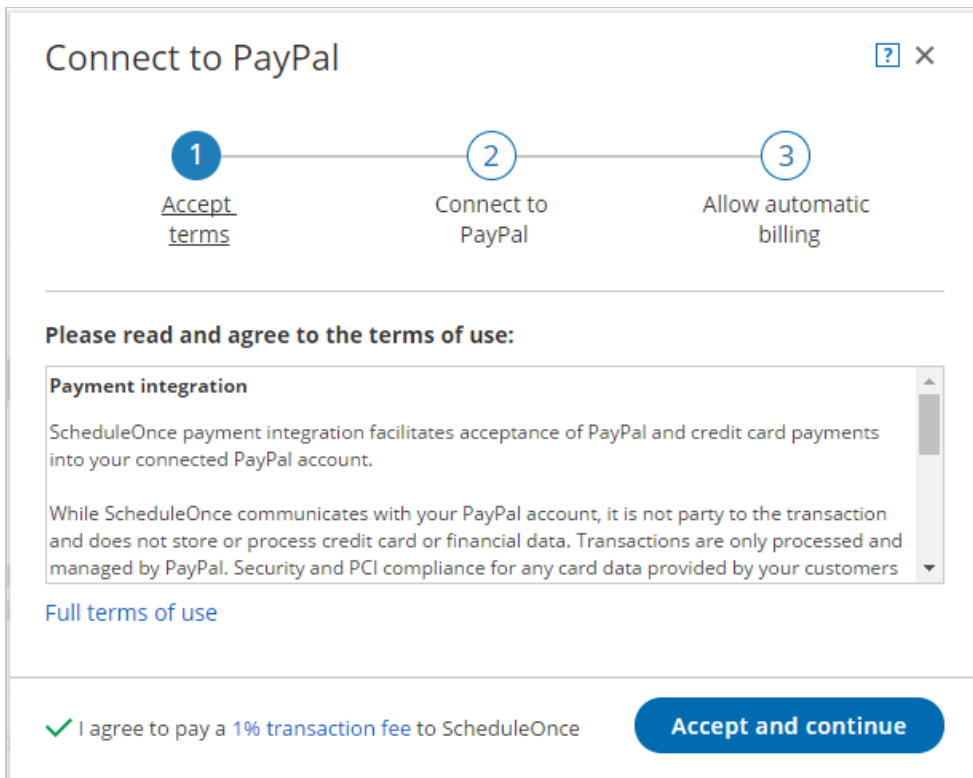 Connect to PayPal
?
1
2
3
Accept
terms
Connect to
PayPal
Allow automatic
billing
Please read and agree to the terms of use:
Payment integration
ScheduleOnce payment integration facilitates acceptance of PayPal and credit card payments
into your connected PayPal account.
While ScheduleOnce communicates with your PayPal account, it is not party to the transaction
and does not store or process credit card or financial data. Transactions are only processed and
managed by PayPal. Security and PCI compliance for any card data provided by your customers
Full terms of use
I agree to pay a 1% transaction fee to ScheduleOnce
Accept and continue